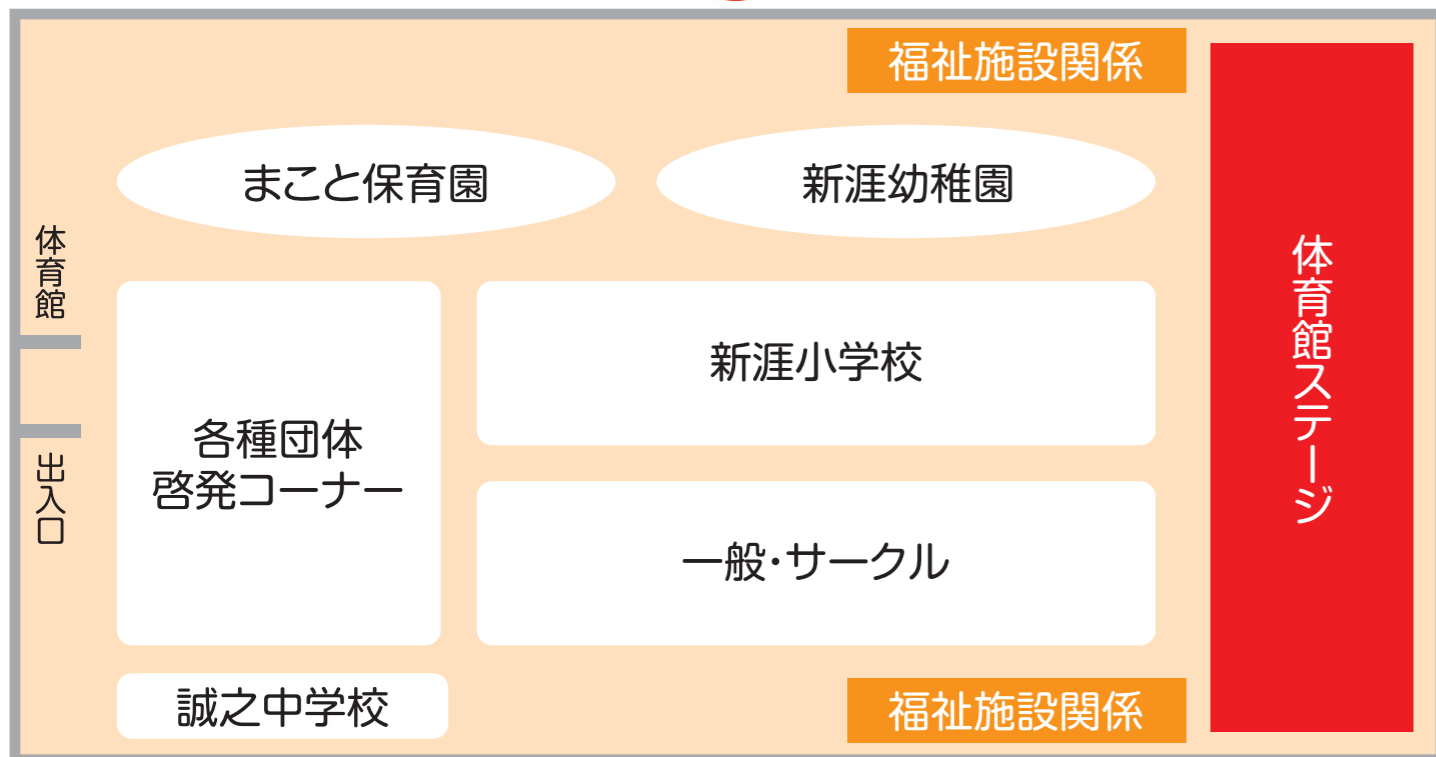 福祉施設関係
まこと保育園
新涯幼稚園
体育館
出入口
各種団体
啓発コーナー
新涯小学校
一般・サークル
体育館ステージ
誠之中学校
福祉施設関係